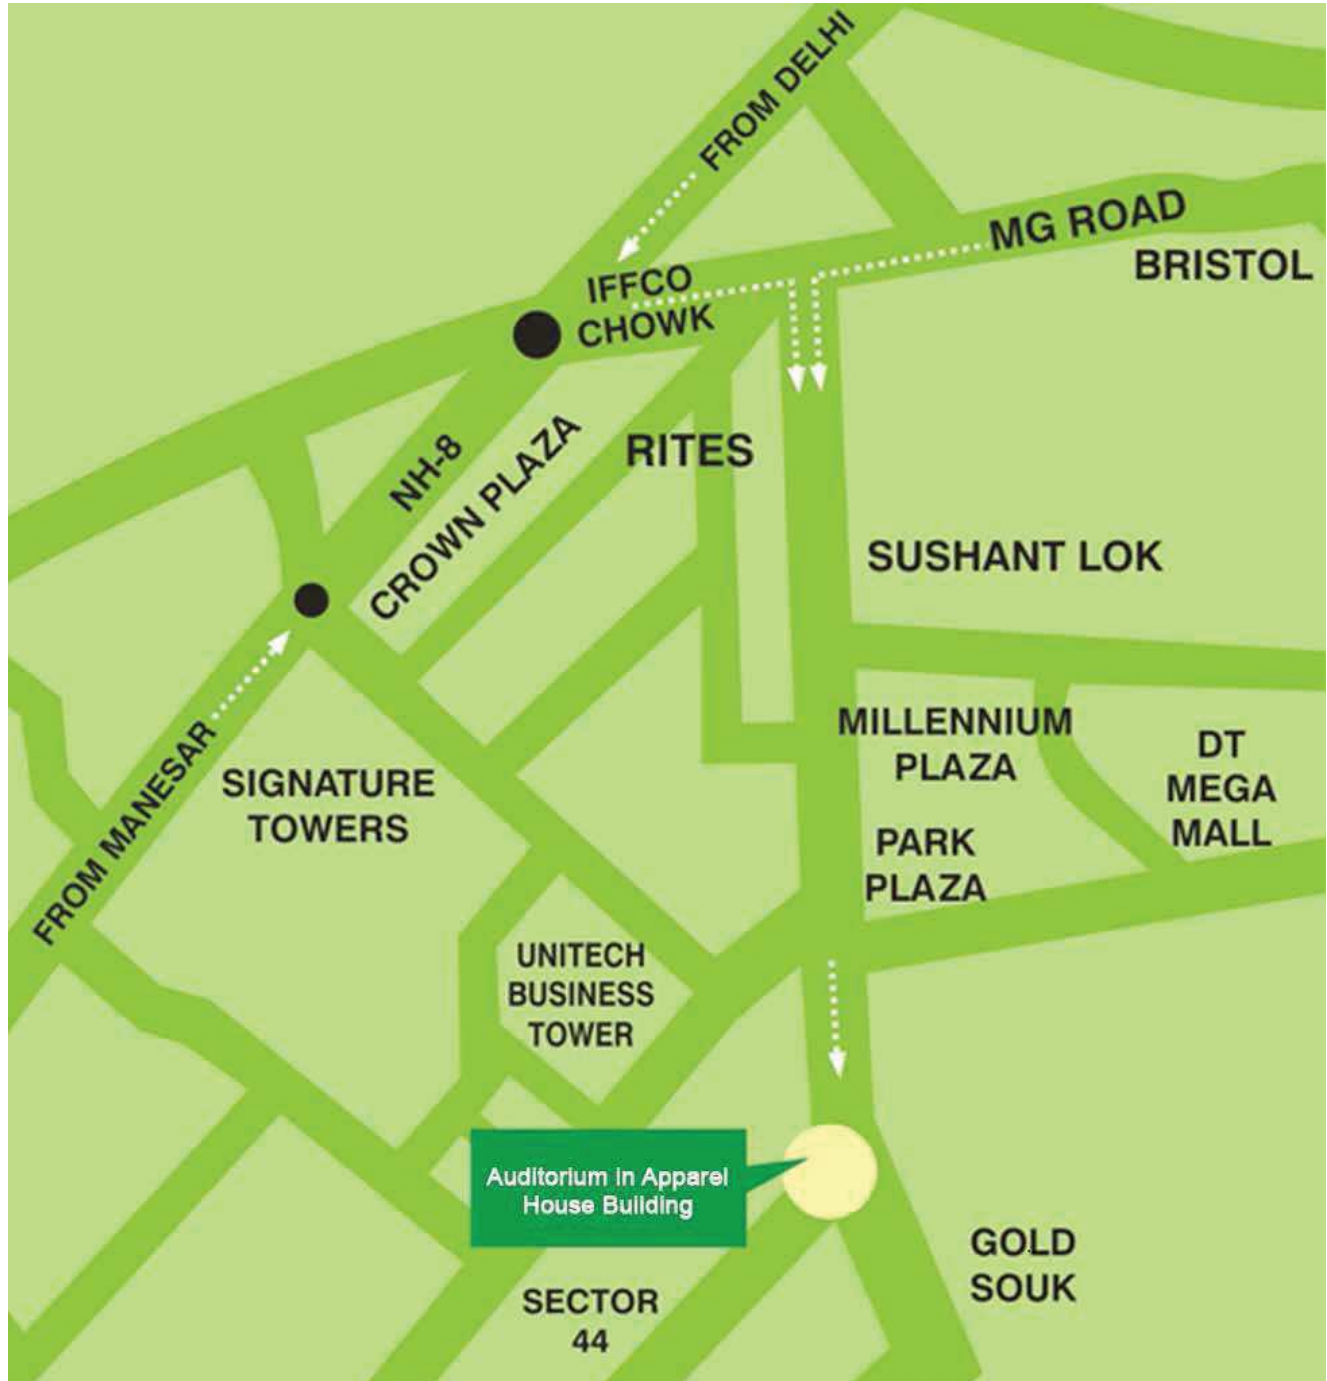 FROM DELHI
MG ROAD
BRISTOL
IFFCO
CHOWK
NH-8
CROWN PLAZA
RITES
SUSHANT LOK
FROM MANESAR
SIGNATURE
TOWERS
MILLENNIUM
PLAZA
DT
MEGA
MALL
PARK
PLAZA
UNITECH
BUSINESS
TOWER
Auditorium in Apparel
House Building
GOLD
SOUK
SECTOR
44